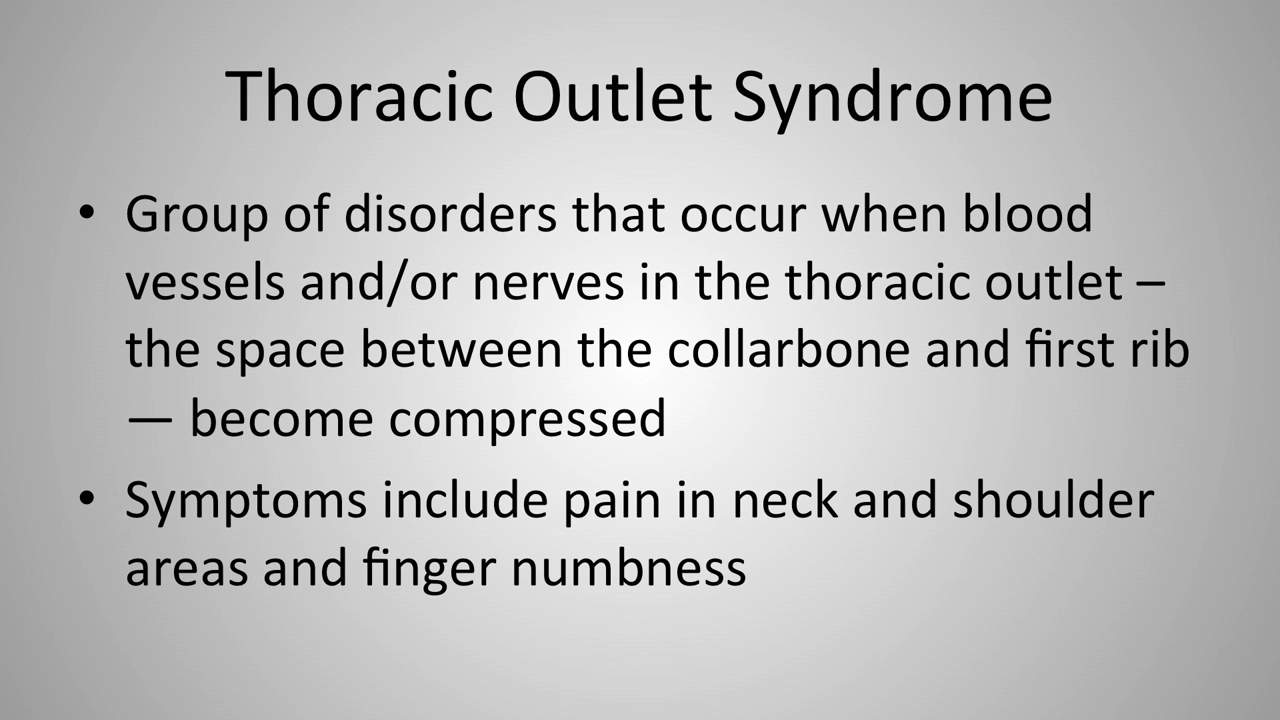 Thoracic Outlet Syndrome
• Group of disorders that occur when blood
vessels and/or nerves in the thoracic outlet –
the space between the collarbone and first rib
— become compressed
• Symptoms include pain in neck and shoulder
areas and finger numbness